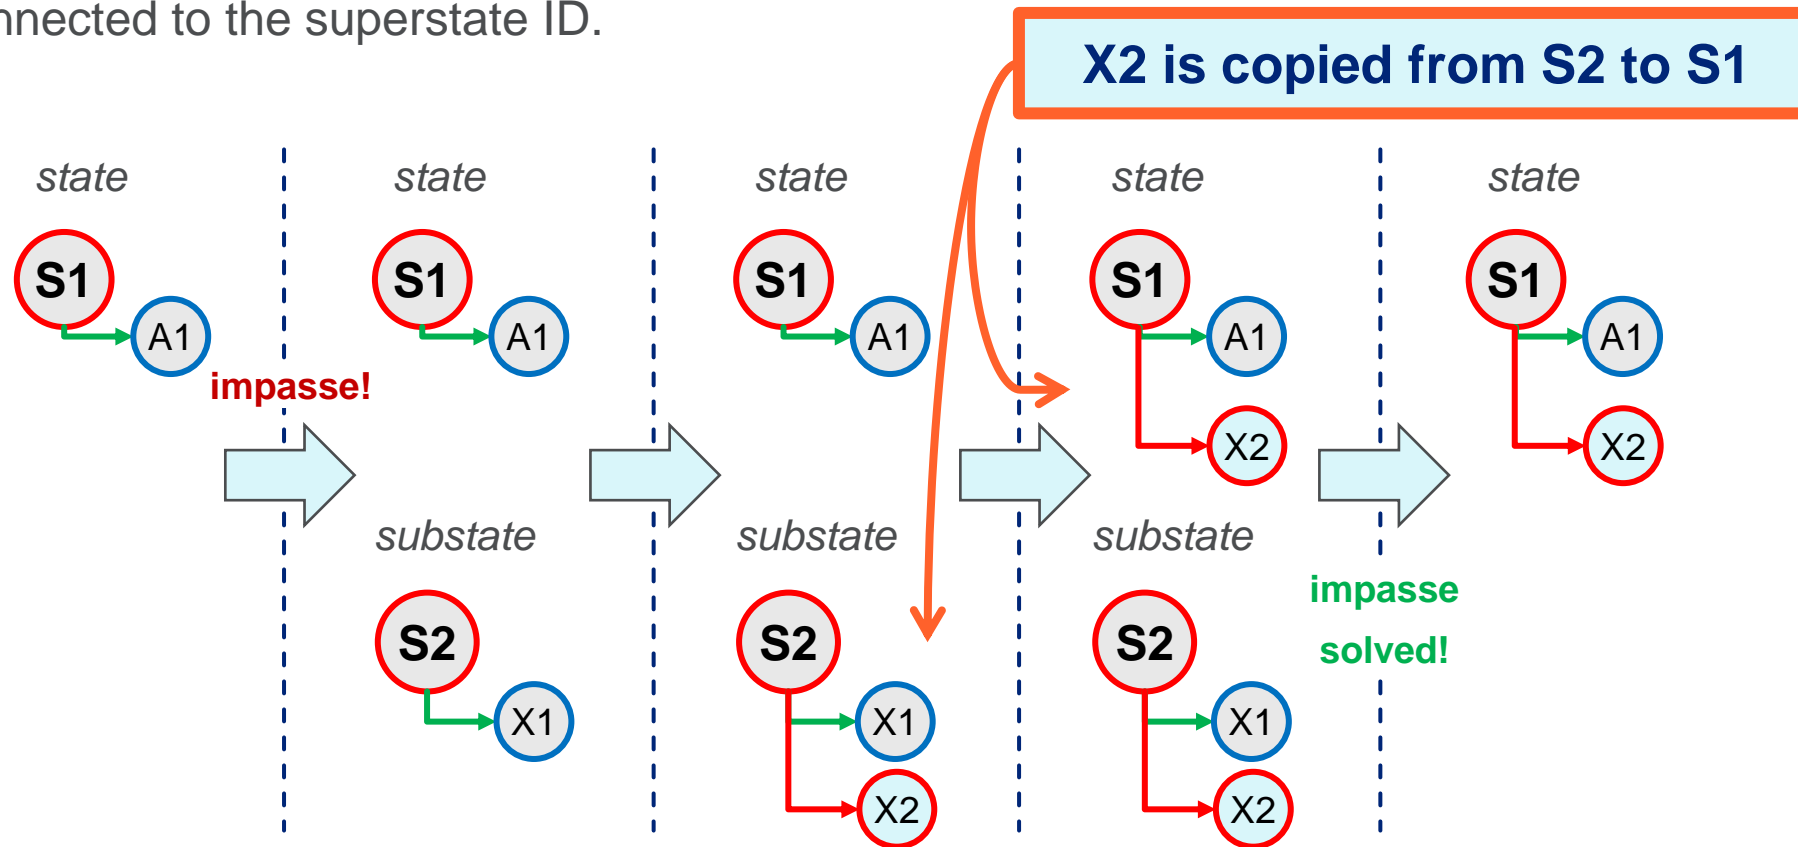 connected to the superstate ID.
X2 is copied from S2 to S1
state
state
state
state
state
S1
S1
S1
S1
S1
A1
A1
A1
A1
A1
impasse!
X2
X2
substate
substate
substate
impasse
solved!
S2
S2
S2
X1
X1
X1
X2
X2